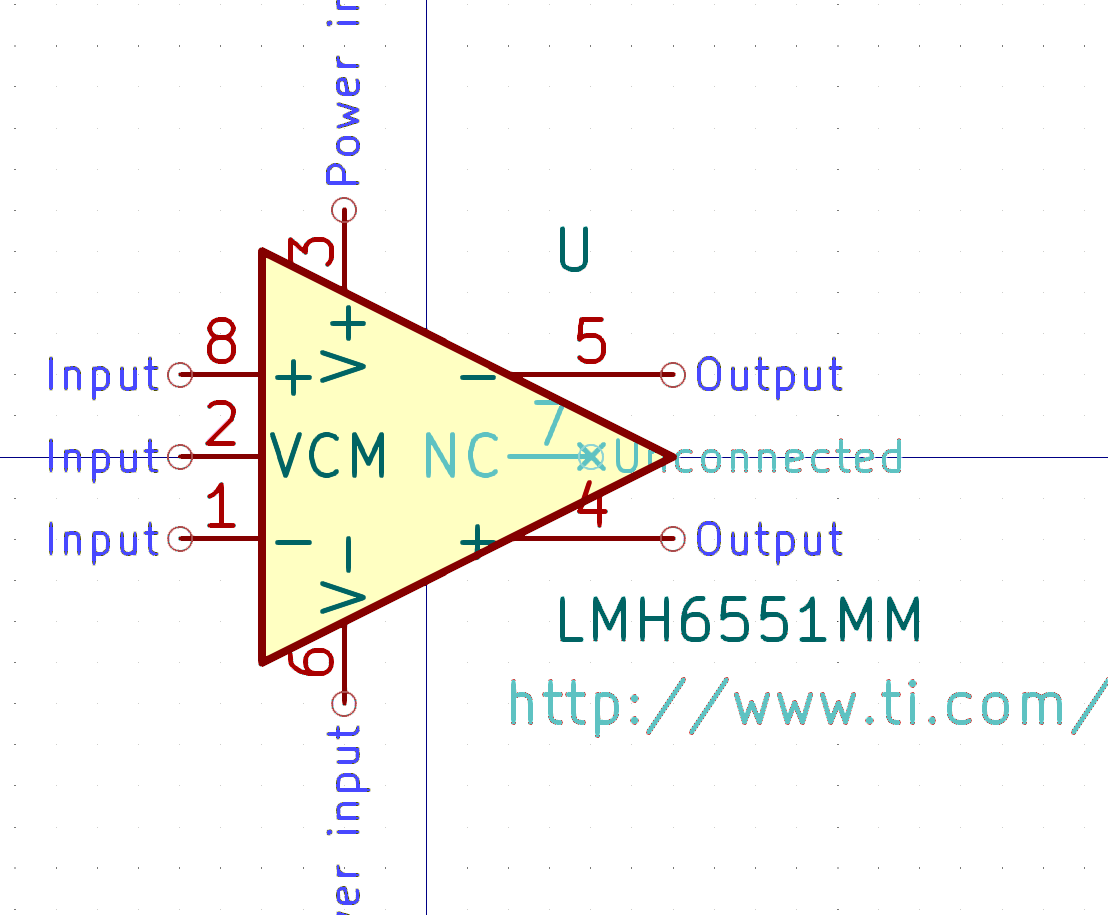 Power in
3
U
V+
8
5
Input
+
-
Output
2
7
Input
VCM
NC
Unconnected
1
4
Input
-
+
Output
V-
LMH6551MM
6
http://www.ti.com/
wer input